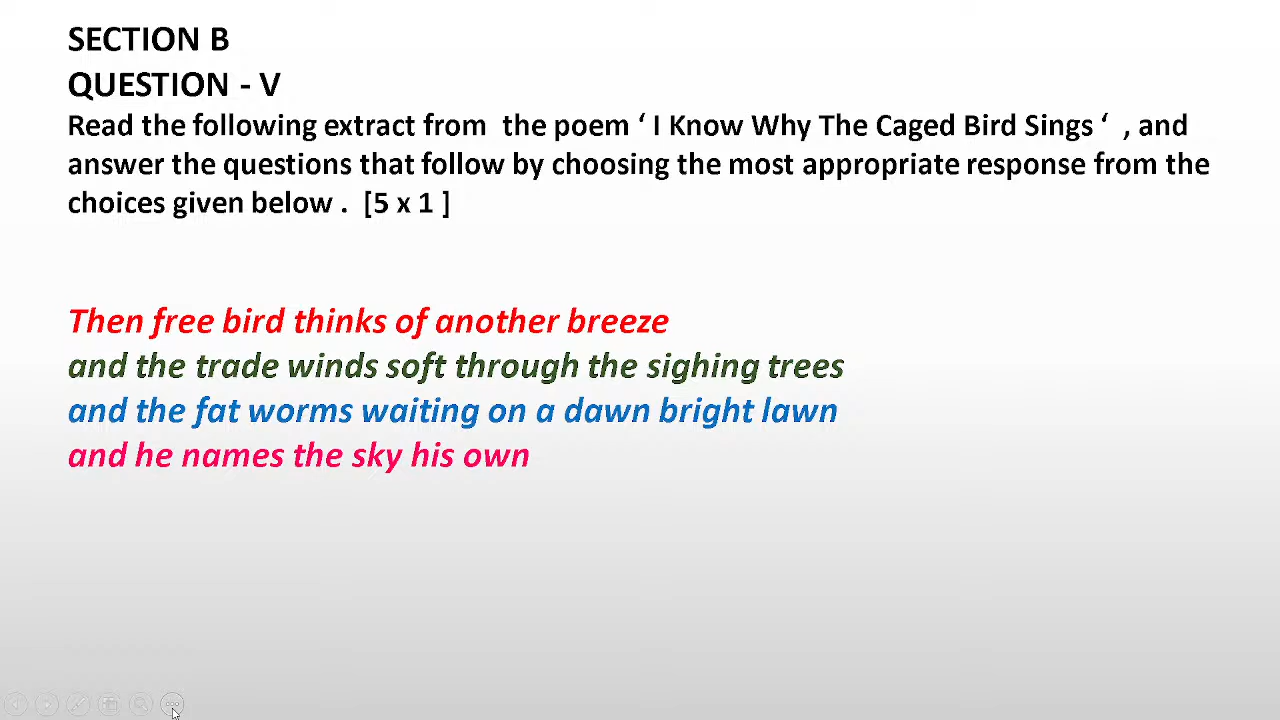 SECTION B
QUESTION - V
Read the following extract from  the poem ‘ I Know Why The Caged Bird Sings ‘  , and
answer the questions that follow by choosing the most appropriate response from the
choices given below .  [5 x 1 ]
Then free bird thinks of another breeze
and the trade winds soft through the sighing trees
and the fat worms waiting on a dawn bright lawn
and he names the sky his own